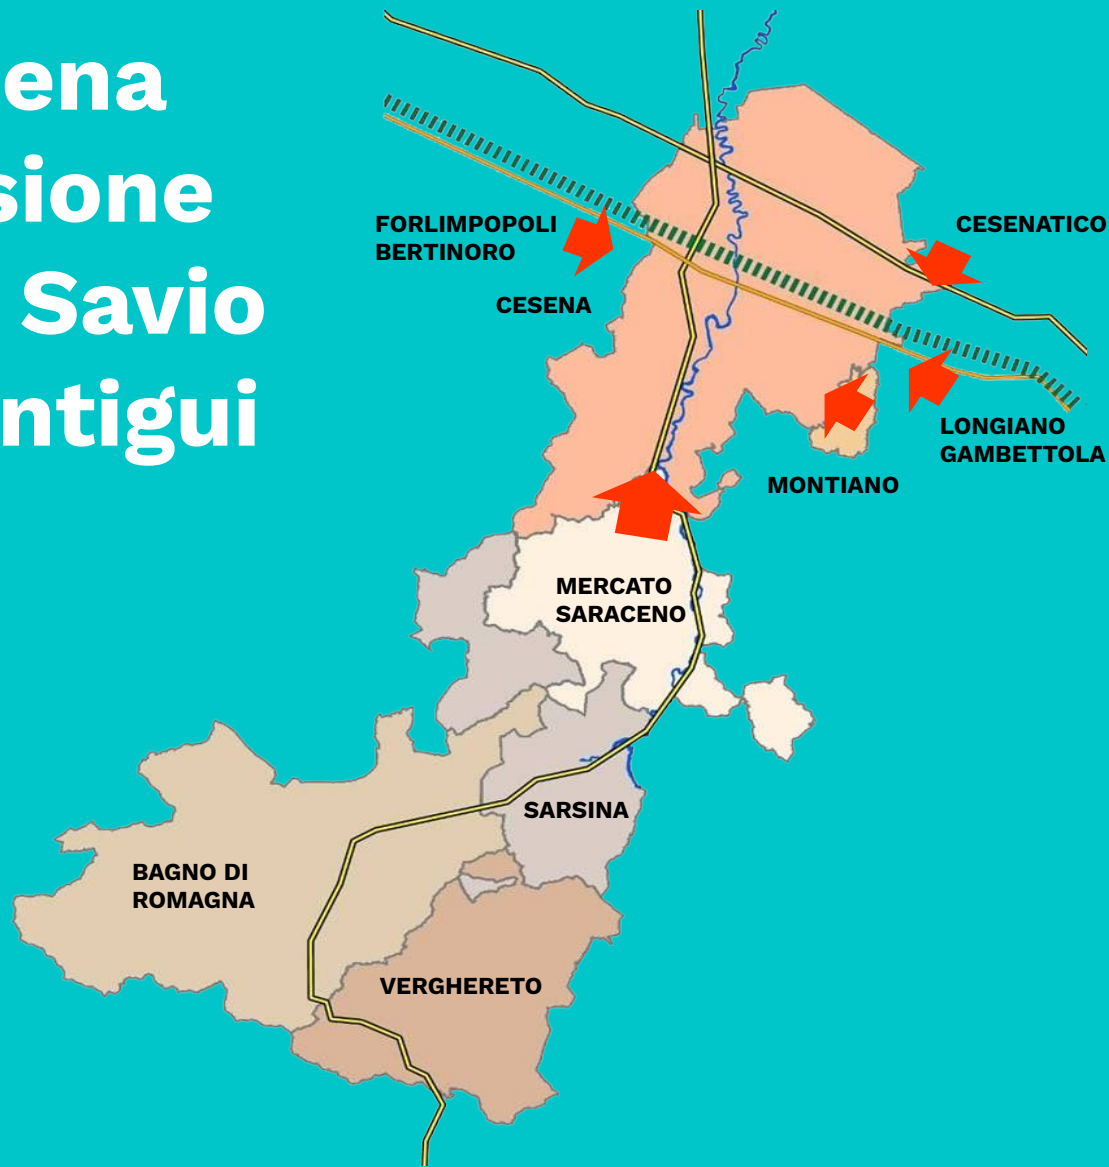 ena
sione
Savio
ntigui
FORLIMPOPOLI
BERTINORO
CESENATICO
CESENA
LONGIANO
GAMBETTOLA
MONTIANO
MERCATO
SARACENO
SARSINA
BAGNO DI
ROMAGNA
VERGHERETO